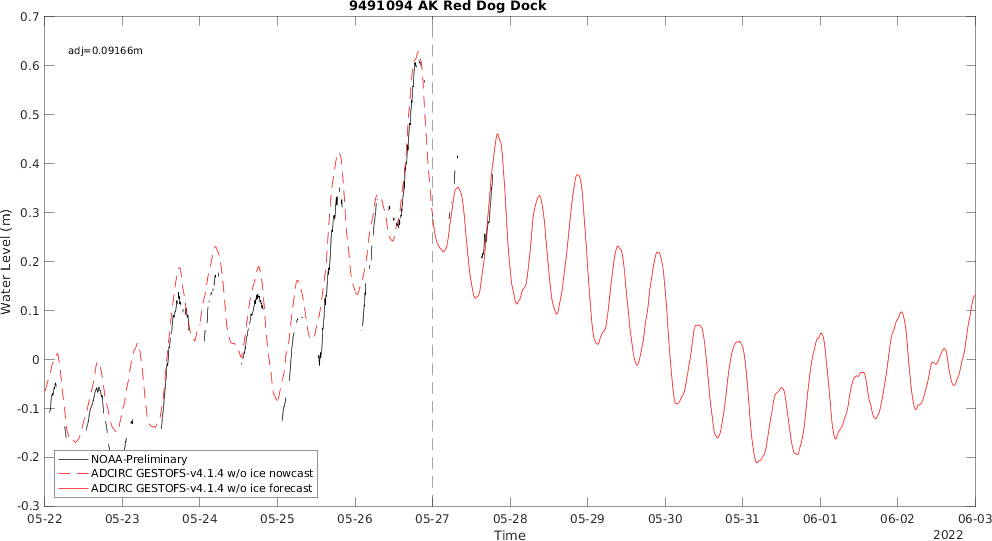 9491094 AK Red Dog Dock
0.7
0.6
0.5
0.4
0.3
0.2
0.1
0
-0.1
-0.2
-0.3
Water Level (m)
adj=0.09166m
NOAA-Preliminary
ADCIRC GESTOFS-v4.1.4 w/o ice nowcast
ADCIRC GESTOFS-v4.1.4 w/o ice forecast
05-22 05-23 05-24 05-25 05-26 05-27 05-28 05-29 05-30 05-31 06-01 06-02 06-03
Time
2022